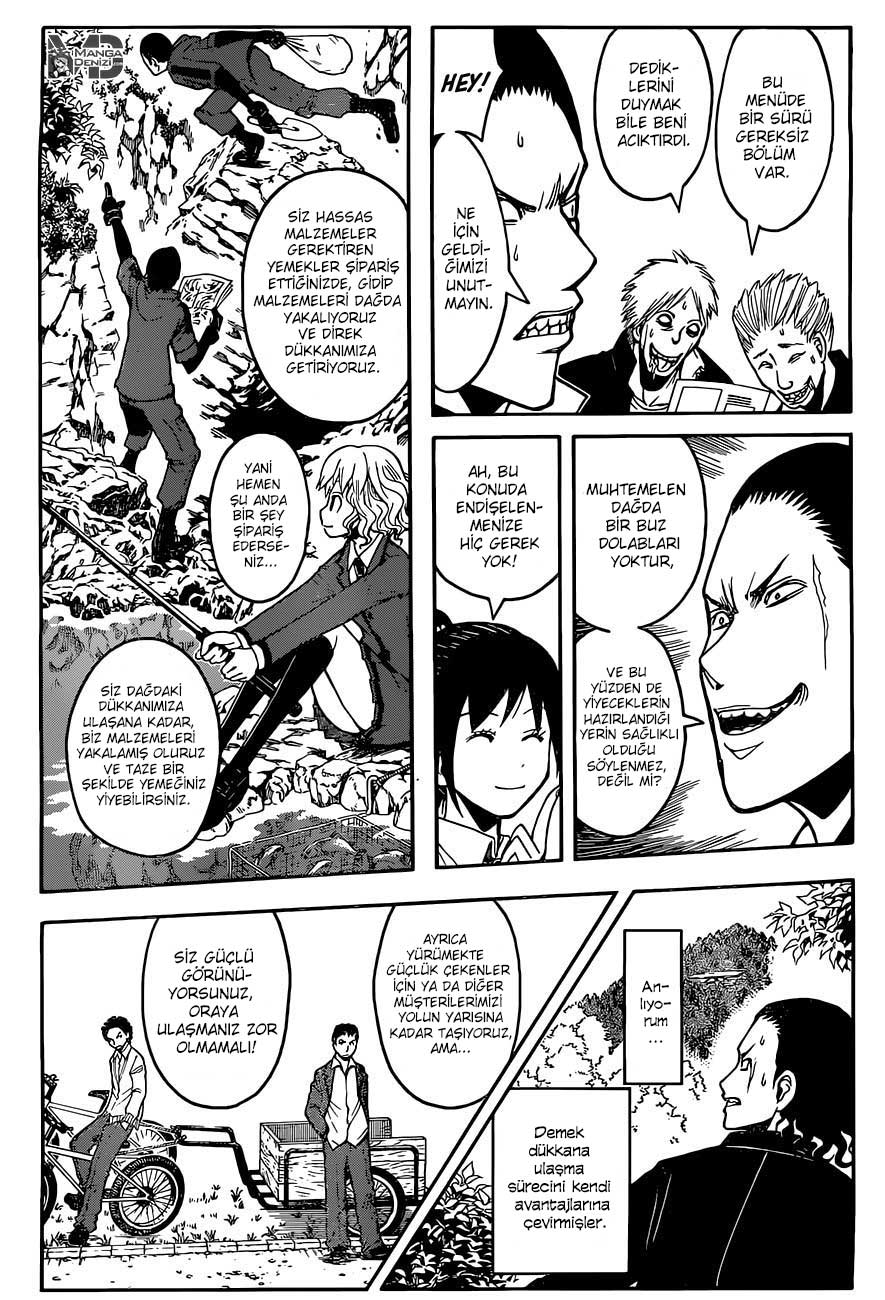 MANGA
DENİZİ
BU
MENÜDE
BİR SÜRÜ
GEREKSİZ
BÖLÜM
VAR.
DEDİK-
LERİNİ
DUYMAK
BİLE BENİ
ACIKTIRDI.
HEY!
NE
İÇİN
GELDİ-
ĞİMİZİ
UNUT-
MAYIN.
MUHTEMELEN
DAĞDA
BİR BUZ
DOLABLARI
YOKTUR,
VE BU
YÜZDEN DE
YİYECEKLERİN
HAZIRLANDIĞI
YERİN SAĞLIKLI
OLDUĞU
SÖYLENMEZ,
DEĞİL Mİ?
AH, BU
KONUDA
ENDİŞELEN-
MENİZE
HİÇ GEREK
YOK!
SİZ HASSAS
MALZEMELER
GEREKTİREN
YEMEKLER ŞİPARİŞ
ETTİĞİNİZDE, GİDİP
MALZEMELERİ DAĞDA
YAKALIYORUZ
VE DİREK
DÜKKANIMIZA
GETİRİYORUZ.
YANİ
HEMEN
ŞU ANDA
BİR ŞEY
ŞİPARİŞ
EDERSE-
NİZ...
SİZ DAĞDAKİ
DÜKKANIMIZA
ULAŞANA KADAR,
BİZ MALZEMELERİ
YAKALAMIŞ OLURUZ
VE TAZE BİR
ŞEKİLDE YEMEĞİNİZ
YİYEBİLİRSİNİZ.
An-
lıyo-
rum
...
Demek
dükkana
ulaşma
sürecini kendi
avantajlarına
çevirmişler.
AYRICA
YÜRÜMEKTE
GÜÇLÜK ÇEKENLER
İÇİN YA DA DİĞER
MÜŞTERİLERİMİZİ
YOLUN YARISINA
KADAR TAŞIYORUZ,
AMA...
SİZ GÜÇLÜ
GÖRÜNÜ-
YORSUNUZ,
ORAYA
ULAŞMANIZ ZOR
OLMAMALI!